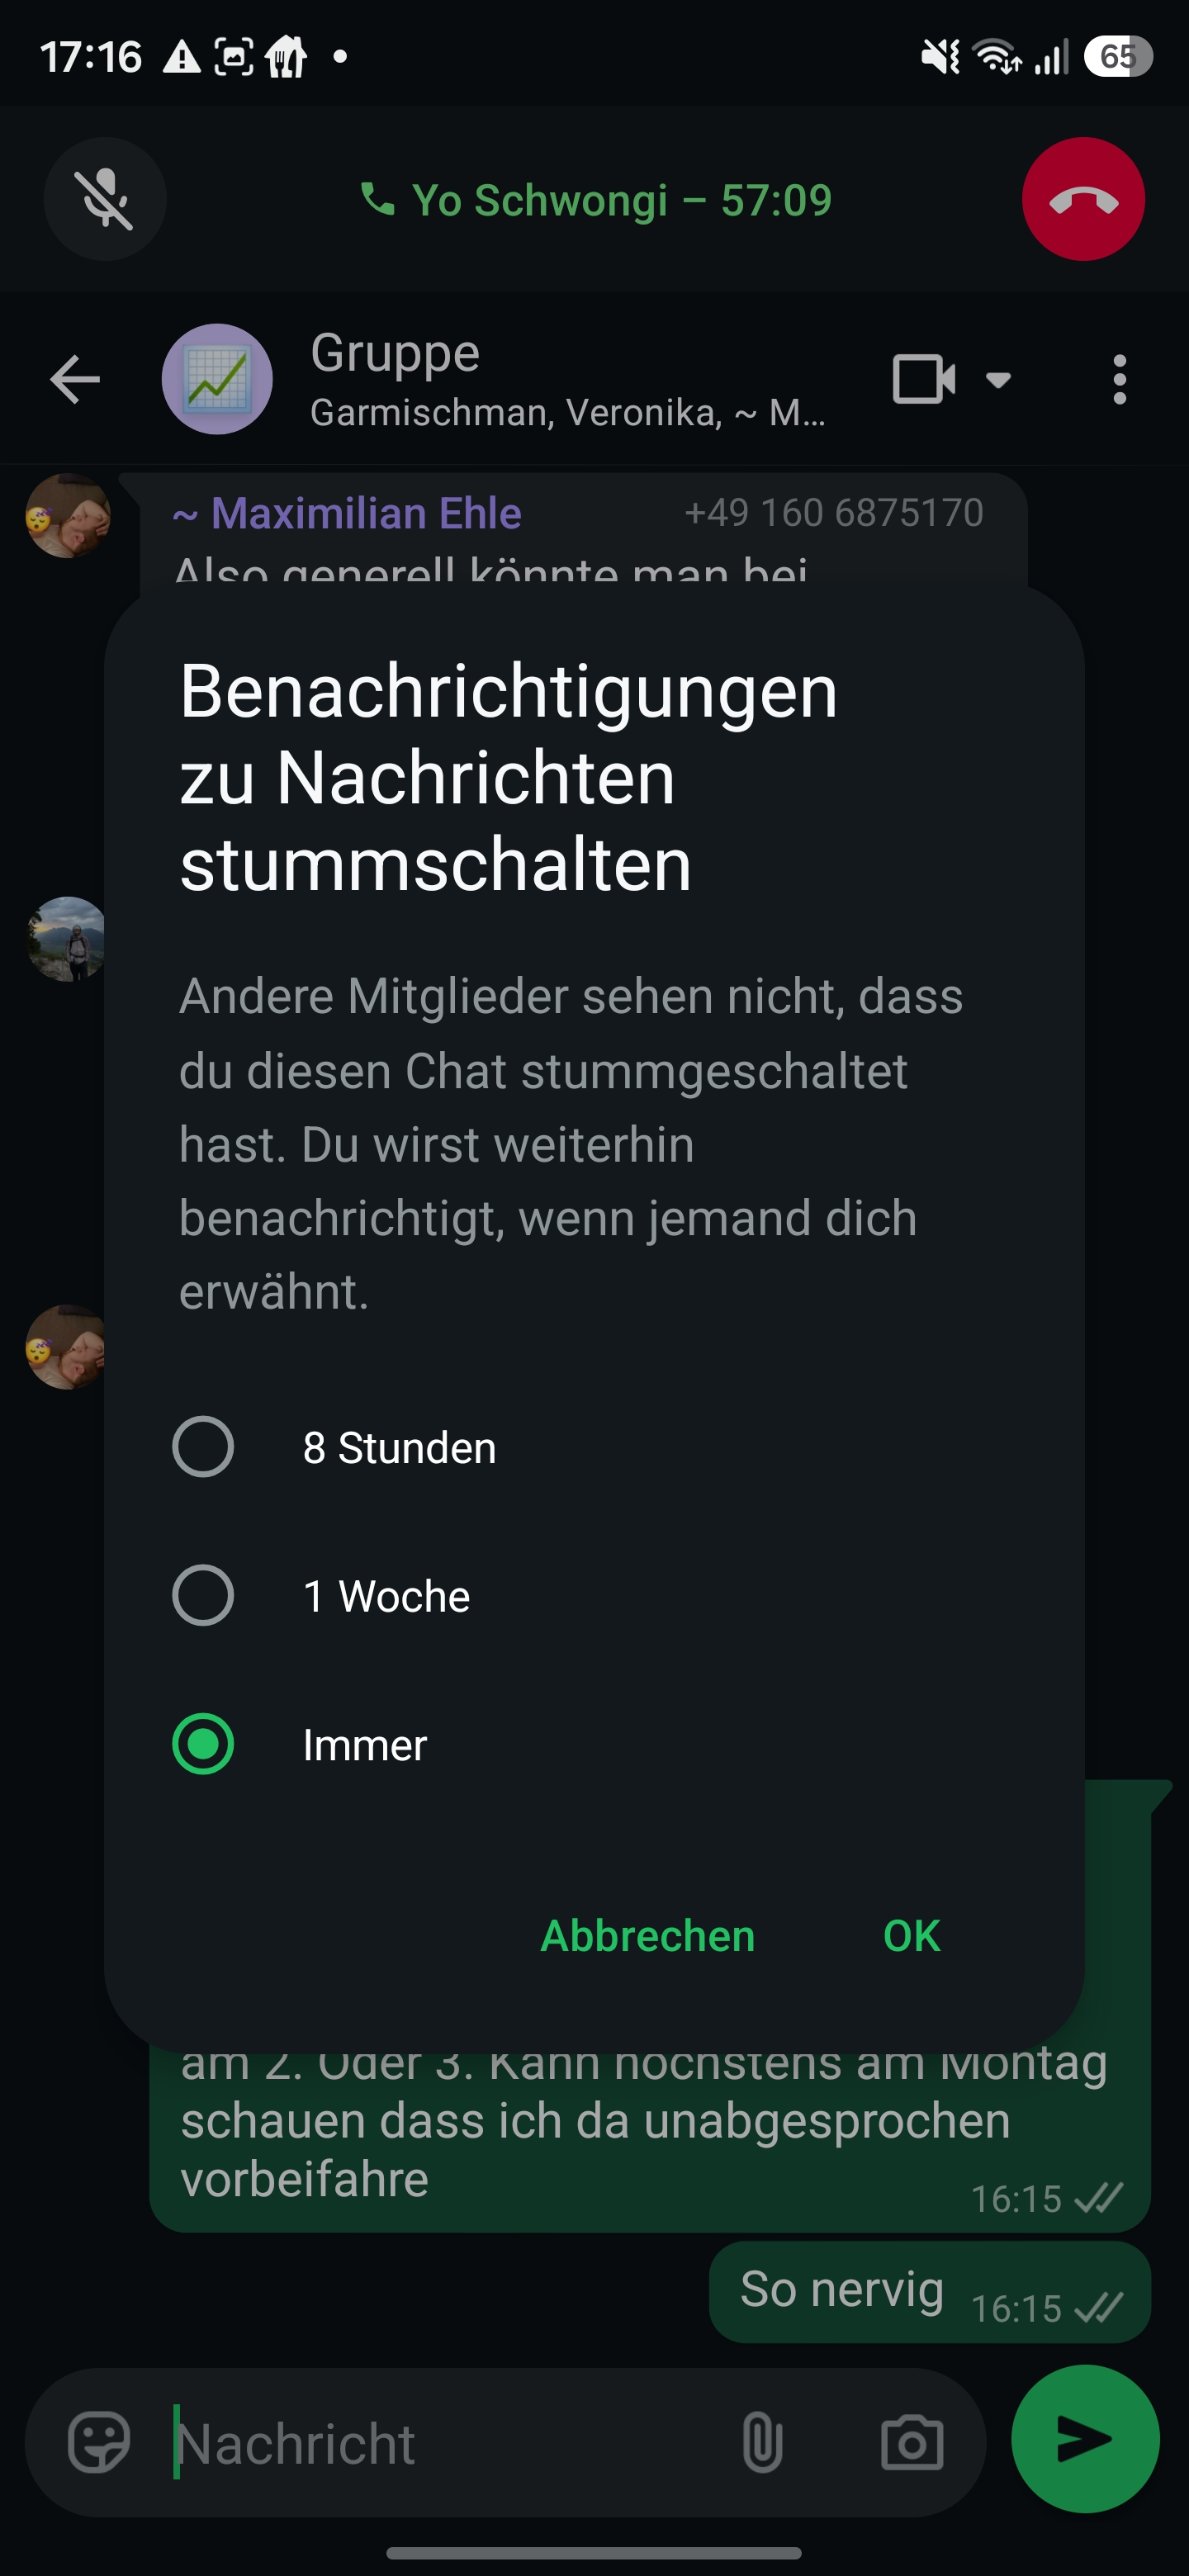 17:16
65
Yo Schwongi – 57:09
Gruppe
Garmischman, Veronika, ~ M...
~ Maximilian Ehle +49 160 6875170
Also generell könnte man bei
Benachrichtigungen
zu Nachrichten
stummschalten
Andere Mitglieder sehen nicht, dass
du diesen Chat stummgeschaltet
hast. Du wirst weiterhin
benachrichtigt, wenn jemand dich
erwähnt.
8 Stunden
1 Woche
Immer
Abbrechen OK
am 2. Oder 3. Kann höchstens am Montag
schauen dass ich da unabgesprochen
vorbeifahre
16:15
So nervig 16:15
Nachricht